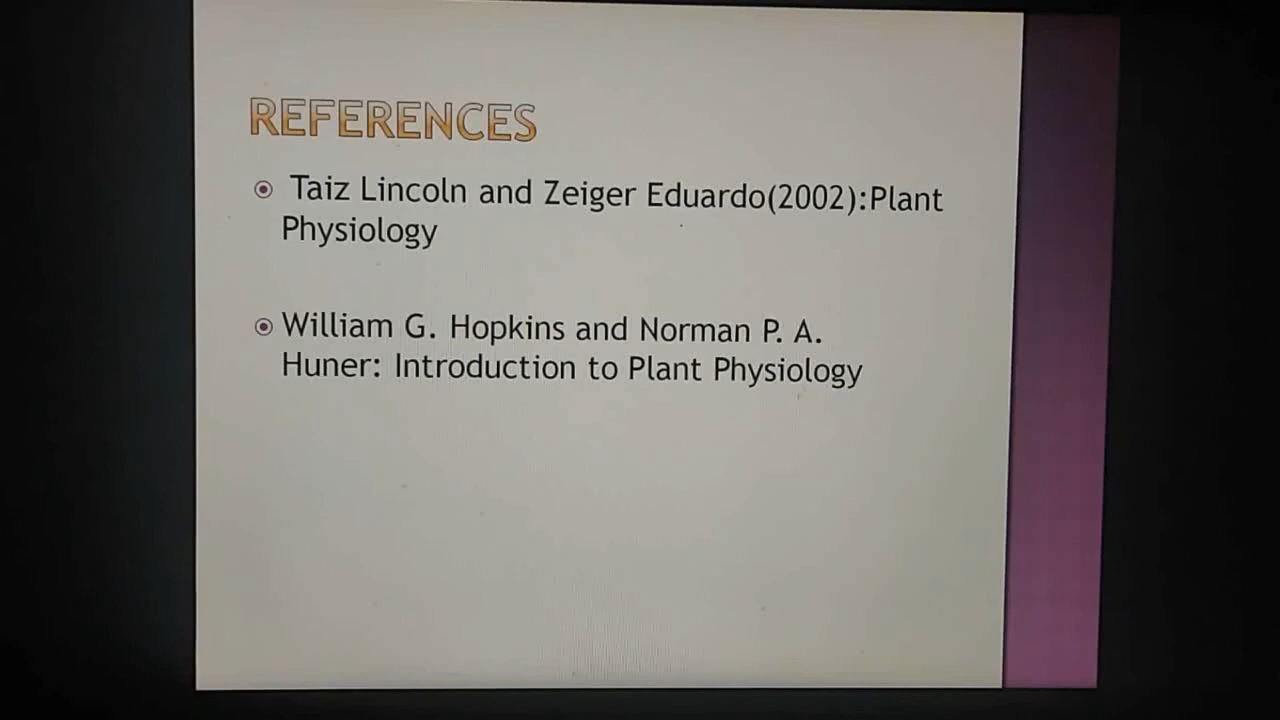 REFERENCES
Taiz Lincoln and Zeiger Eduardo(2002):Plant
Physiology
William G. Hopkins and Norman P. A.
Huner: Introduction to Plant Physiology